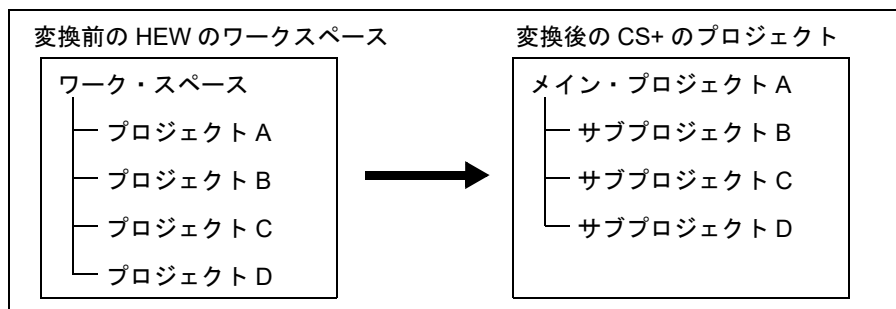 変換前の HEW のワークスペース
ワーク・スペース
プロジェクト A
プロジェクト B
プロジェクト C
プロジェクト D
変換後の CS+ のプロジェクト
メイン・プロジェクト A
サブプロジェクト B
サブプロジェクト C
サブプロジェクト D